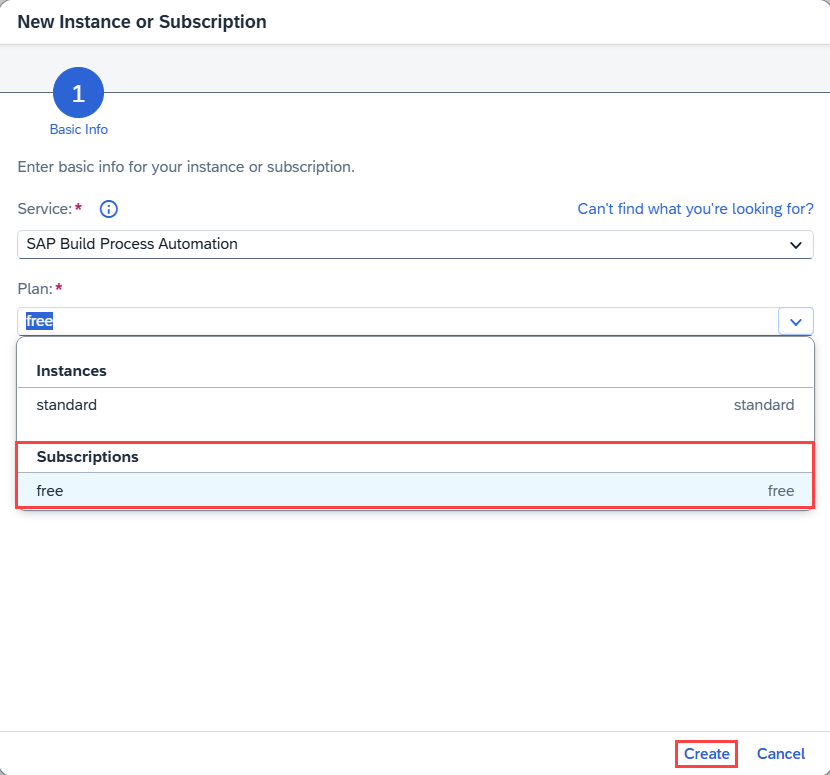 New Instance or Subscription
1
Basic Info
Enter basic info for your instance or subscription.
Service:* Can't find what you're looking for?
SAP Build Process Automation
Plan:*
free
Instances
standard standard
Subscriptions
free free
Create Cancel